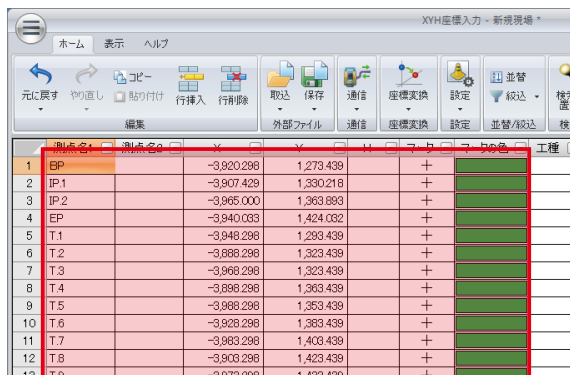 XYH座標入力 - 新規現場 *
ホーム 表示 ヘルプ
元に戻す やり直し コピー 貼り付け 行挿入 行削除 取込 保存 通信 座標変換 設定 並替 絞込
編集 外部ファイル 通信 座標変換 設定 並替/絞込 検
測点名1 測点名2 X Y H マーク マークの色 工種
1 BP -3,920.298 1,273.439 +
2 IP.1 -3,907.429 1,330.218 +
3 IP.2 -3,965.000 1,363.893 +
4 EP -3,940.033 1,424.032 +
5 T.1 -3,948.298 1,293.439 +
6 T.2 -3,888.298 1,323.439 +
7 T.3 -3,968.298 1,323.439 +
8 T.4 -3,898.298 1,363.439 +
9 T.5 -3,988.298 1,353.439 +
10 T.6 -3,928.298 1,383.439 +
11 T.7 -3,983.298 1,403.439 +
12 T.8 -3,903.298 1,423.439 +
13 T.9 -3,973.298 1,433.439 +